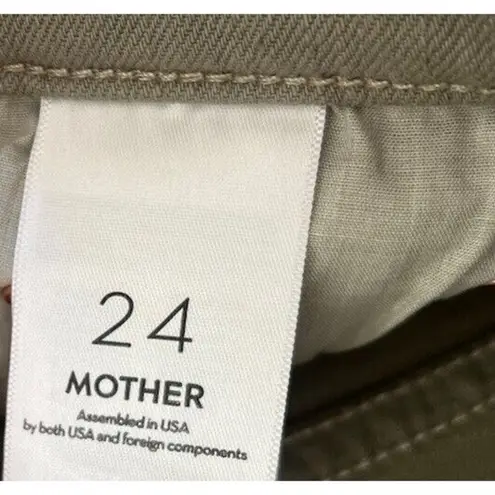 24
MOTHER
Assembled in USA
by both USA and foreign components